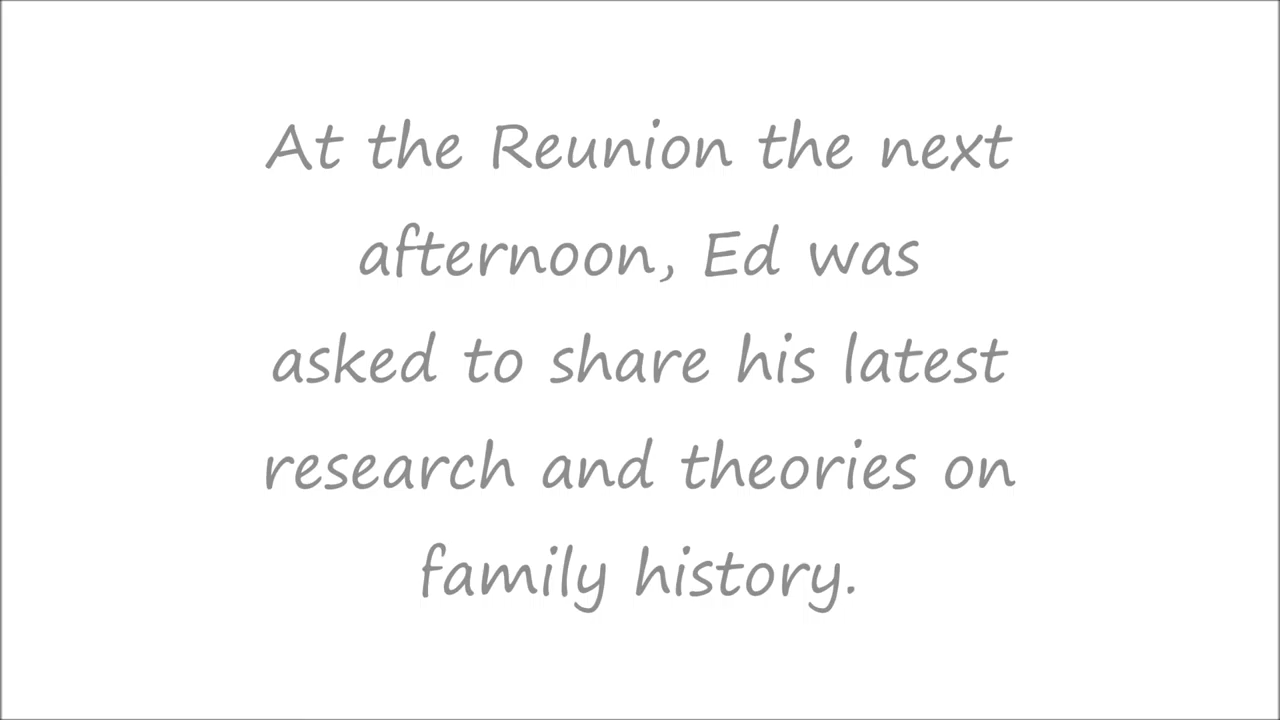 At the Reunion the next
afternoon, Ed was
asked to share his latest
research and theories on
family history.